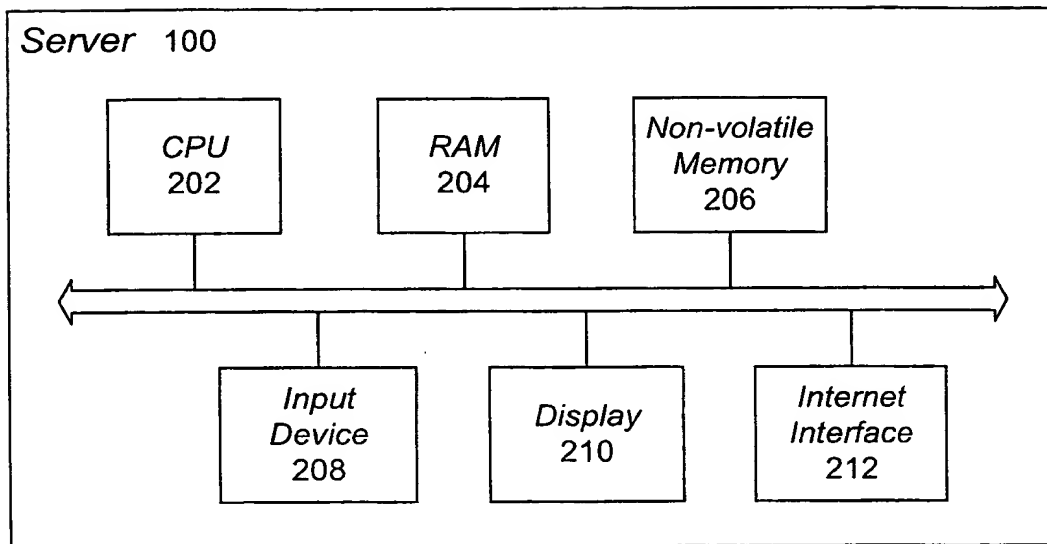 Server 100
CPU
202
RAM
204
Non-volatile
Memory
206
Input
Device
208
Display
210
Internet
Interface
212